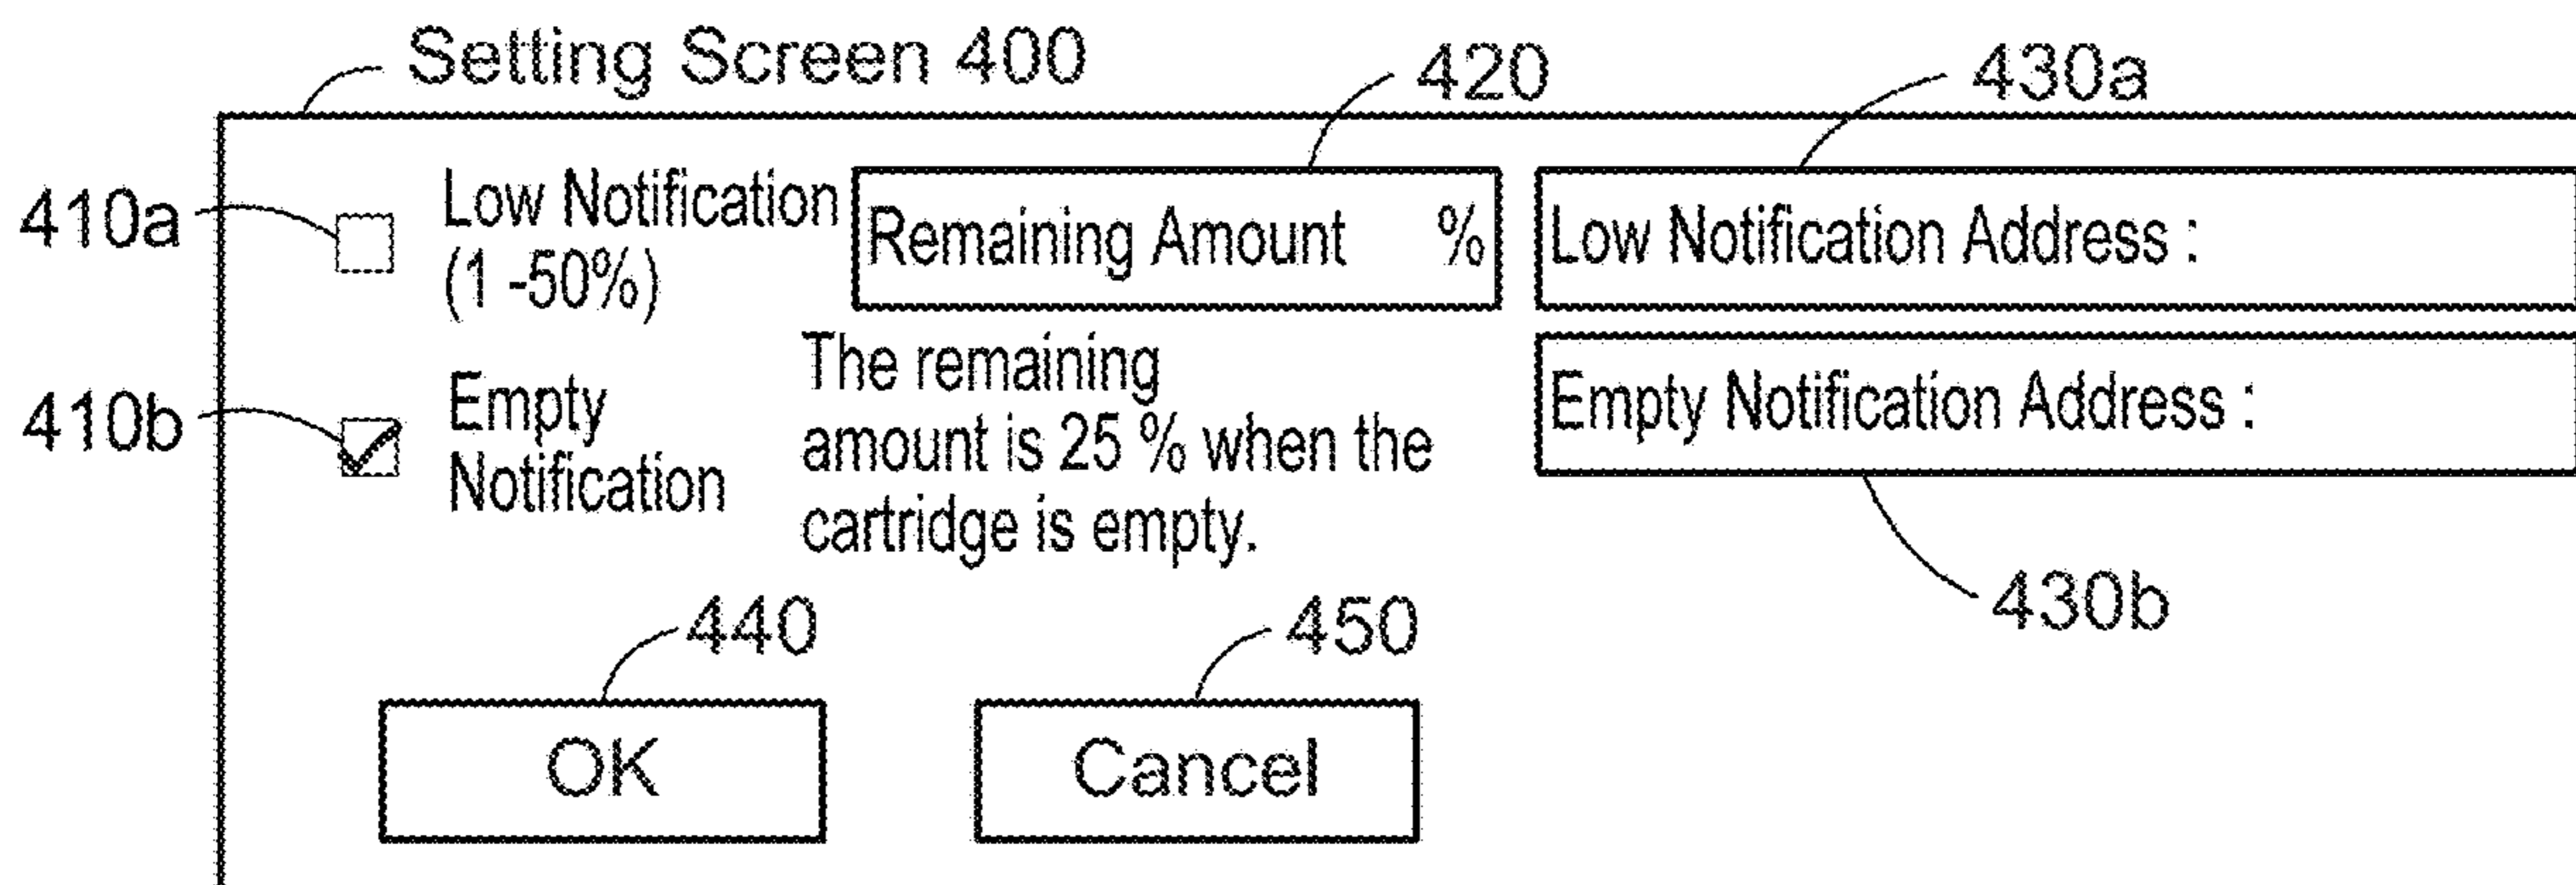 Setting Screen 400
420
430a
410a
Low Notification
(1 -50%)
Remaining Amount %
Low Notification Address :
410b
Empty
Notification
The remaining
amount is 25 % when the
cartridge is empty.
Empty Notification Address :
430b
440
450
OK
Cancel